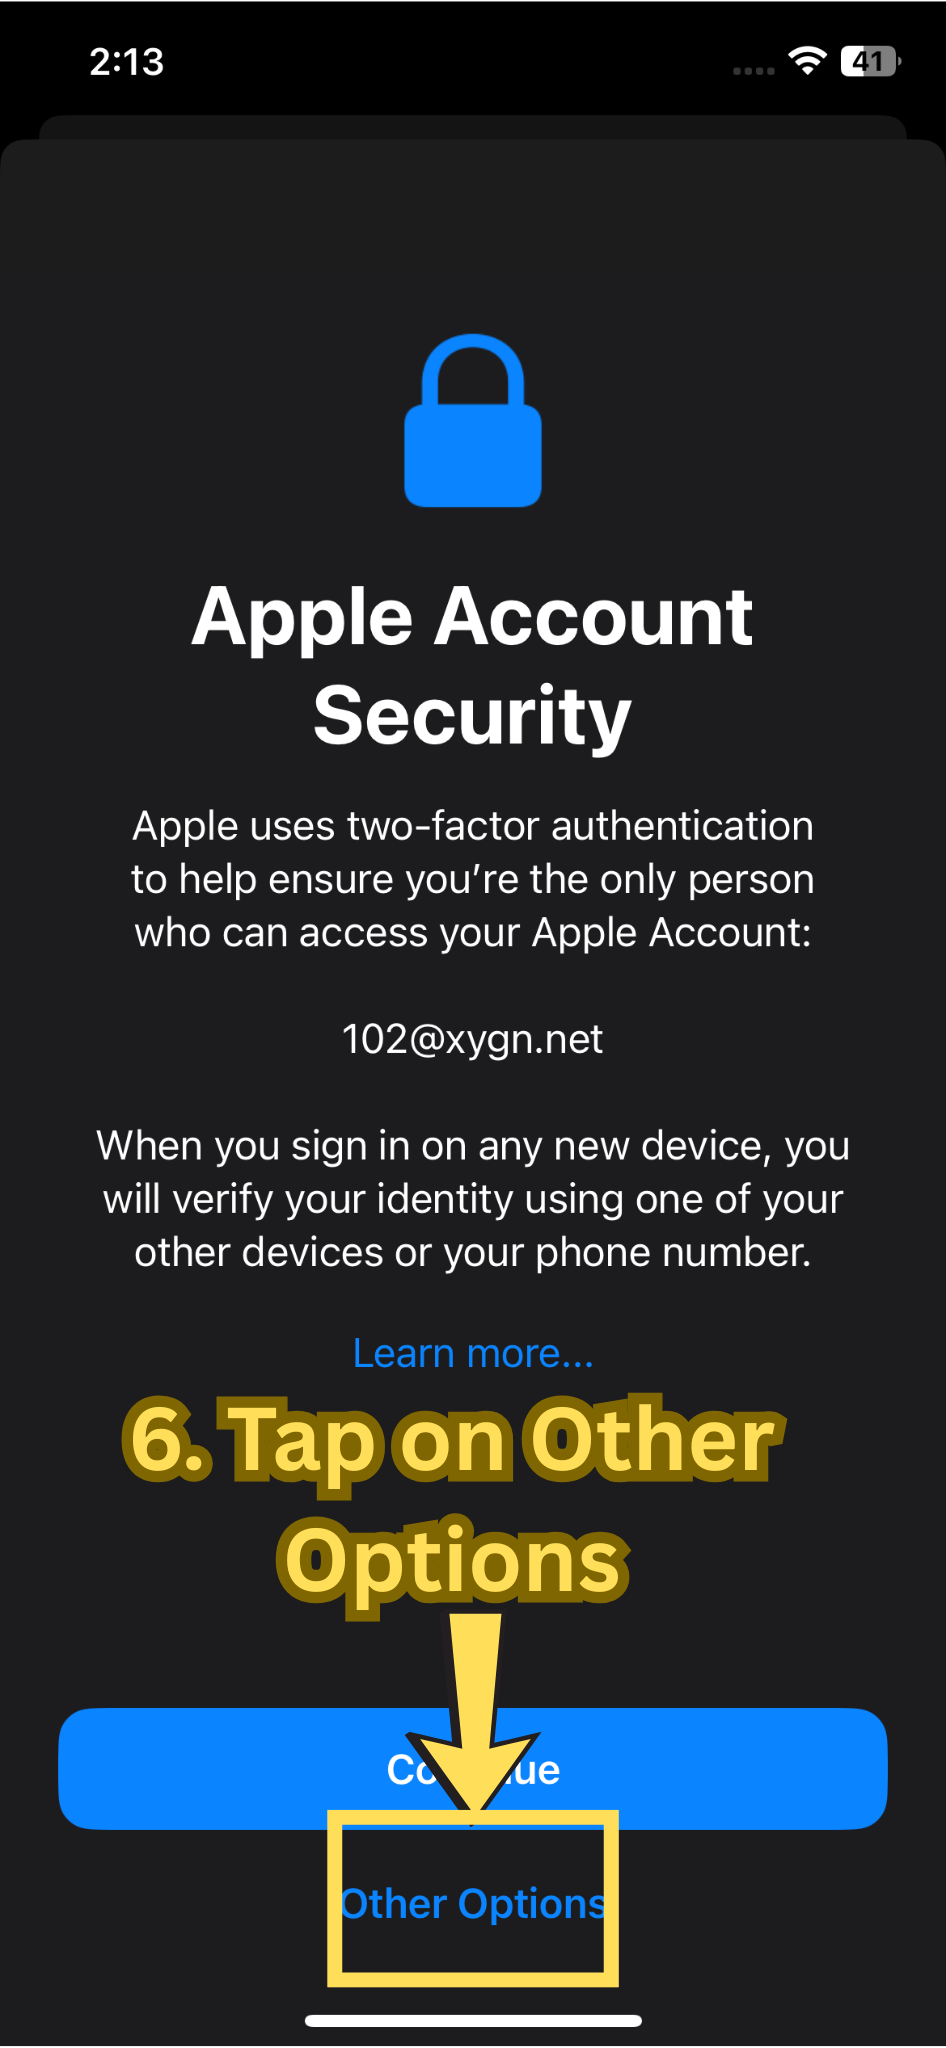 2:13
41
Apple Account
Security
Apple uses two-factor authentication
to help ensure you’re the only person
who can access your Apple Account:
102@xygn.net
When you sign in on any new device, you
will verify your identity using one of your
other devices or your phone number.
Learn more...
6. Tap on Other
Options
Other Options